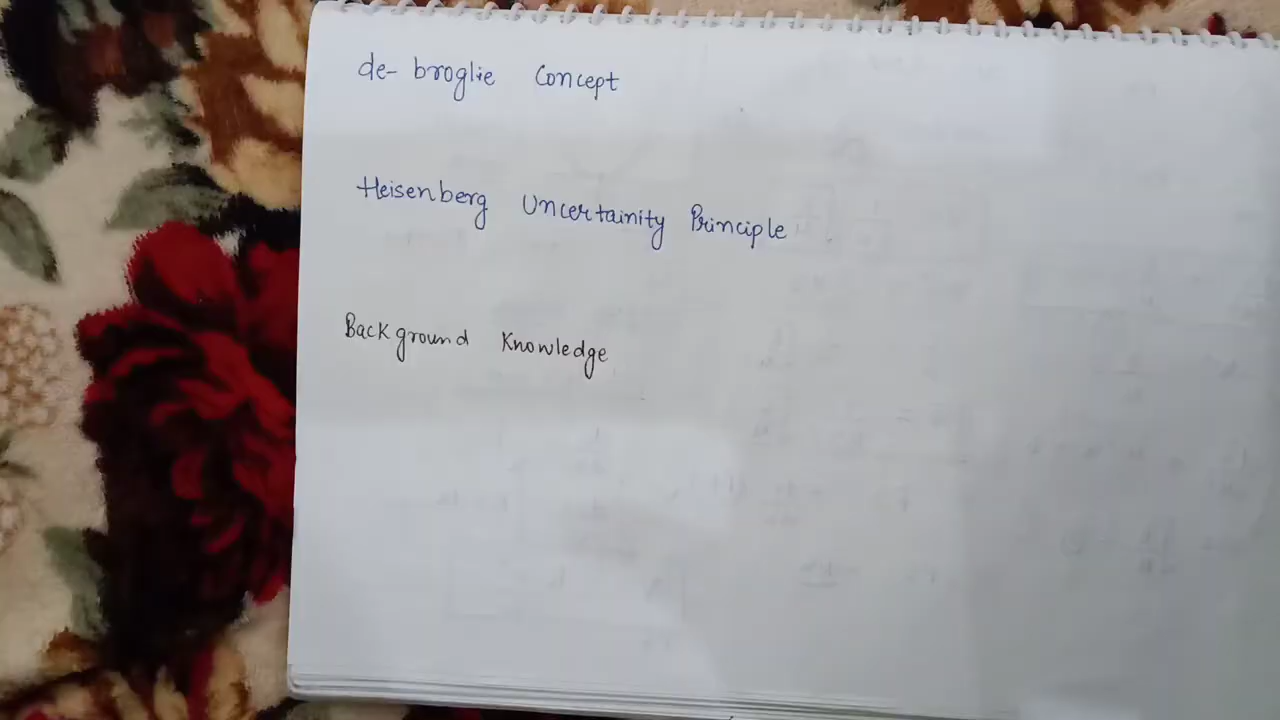 de-broglie Concept
Heisenberg Uncertainity Principle
Background Knowledge